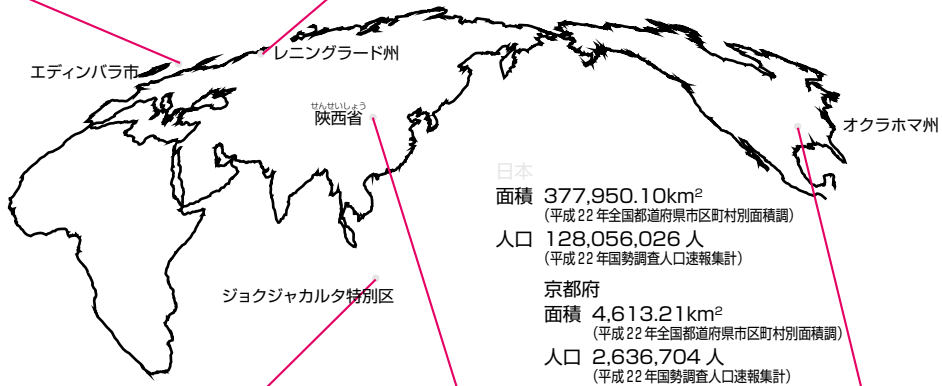 レニングラード州
エディンバラ市
せんせいしょう
陝西省
オクラホマ州
日本
面積 377,950.10km²
(平成22年全国都道府県市区町村別面積調)
人口 128,056,026人
(平成22年国勢調査人口速報集計)
ジョクジャカルタ特別区
京都府
面積 4,613.21km²
(平成22年全国都道府県市区町村別面積調)
人口 2,636,704人
(平成22年国勢調査人口速報集計)